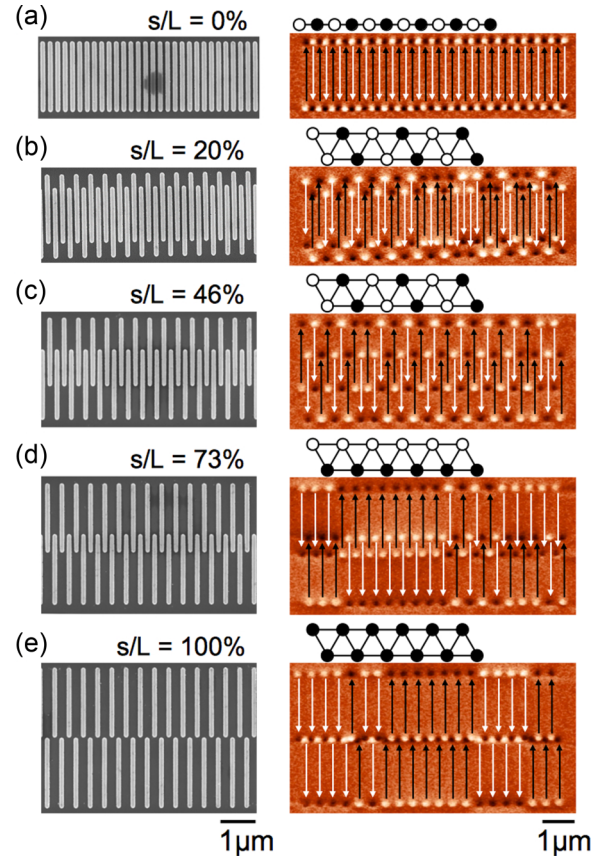 (a)
s/L = 0%
(b)
s/L = 20%
(c)
s/L = 46%
(d)
s/L = 73%
(e)
s/L = 100%
1μm
1μm